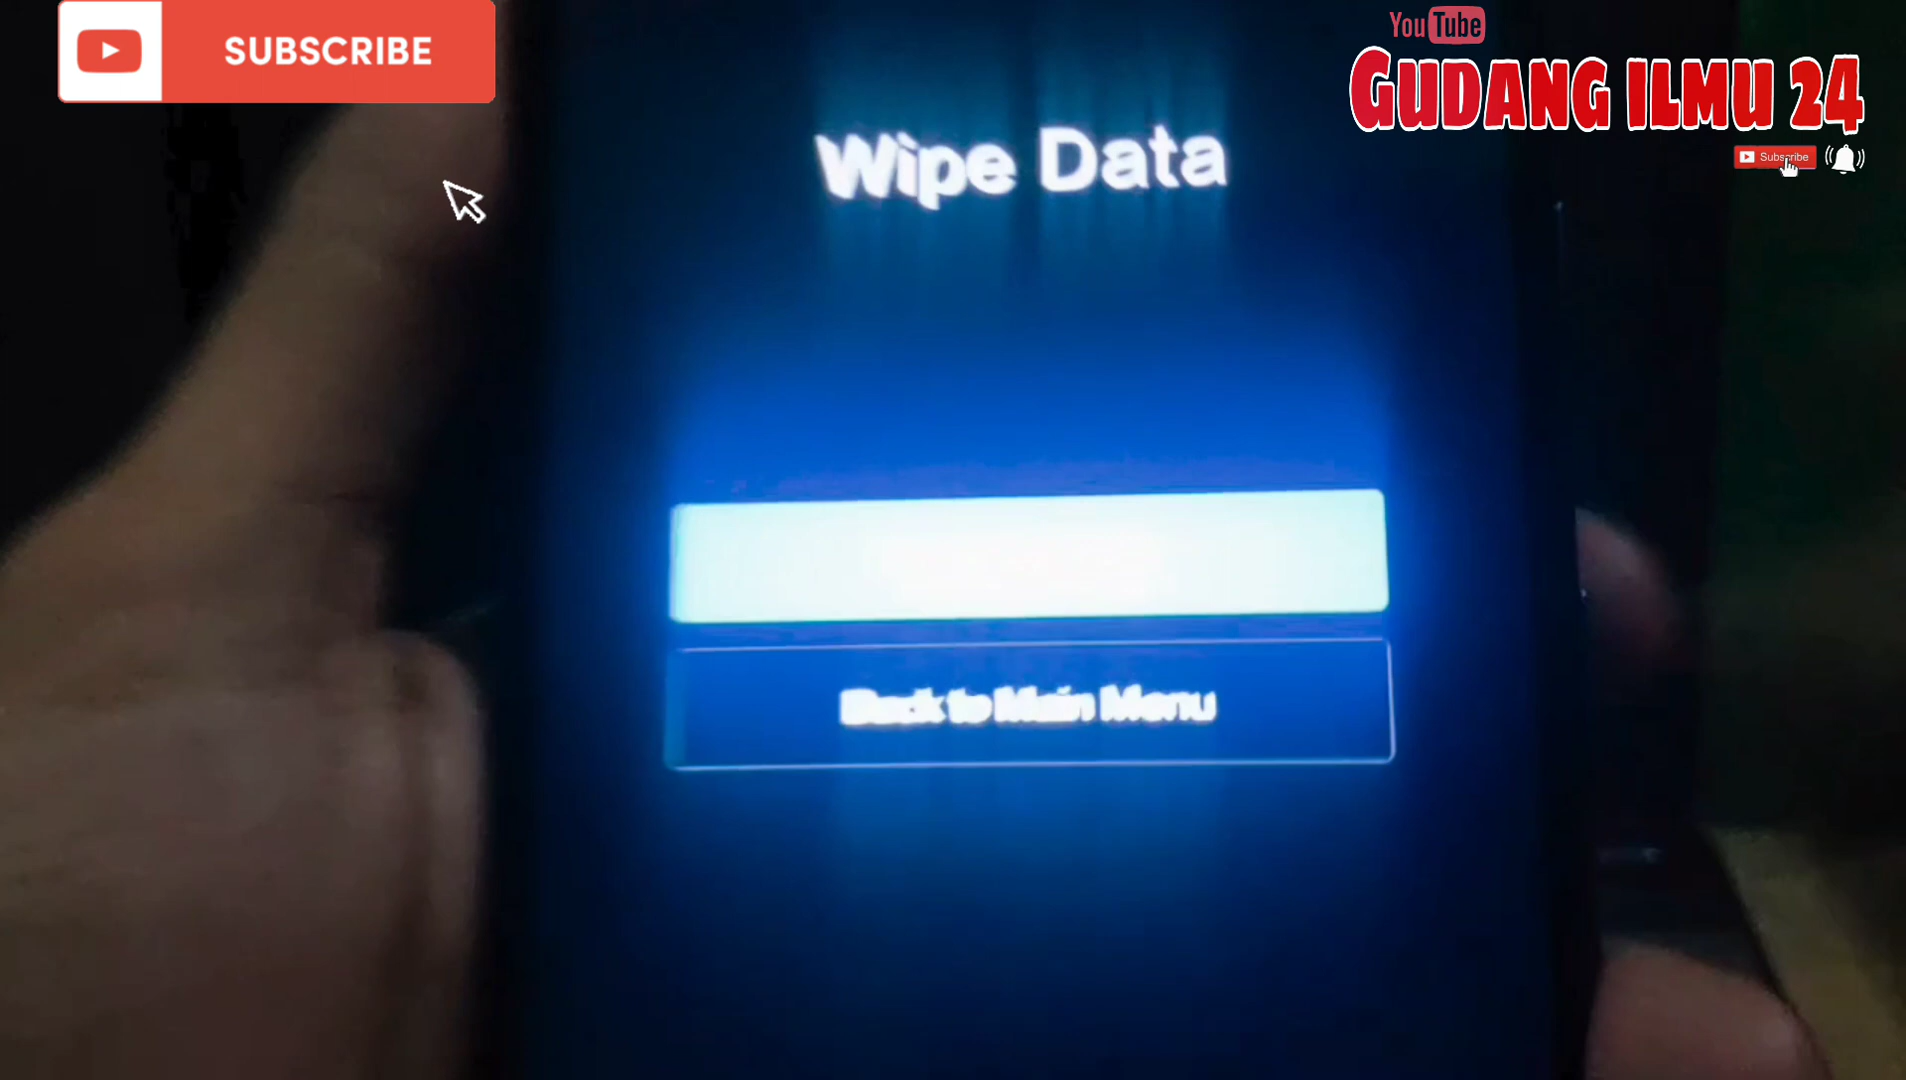 SUBSCRIBE
YouTube
GUDANG ILMU 24
Subscribe
Wipe Data
Back to Main Menu